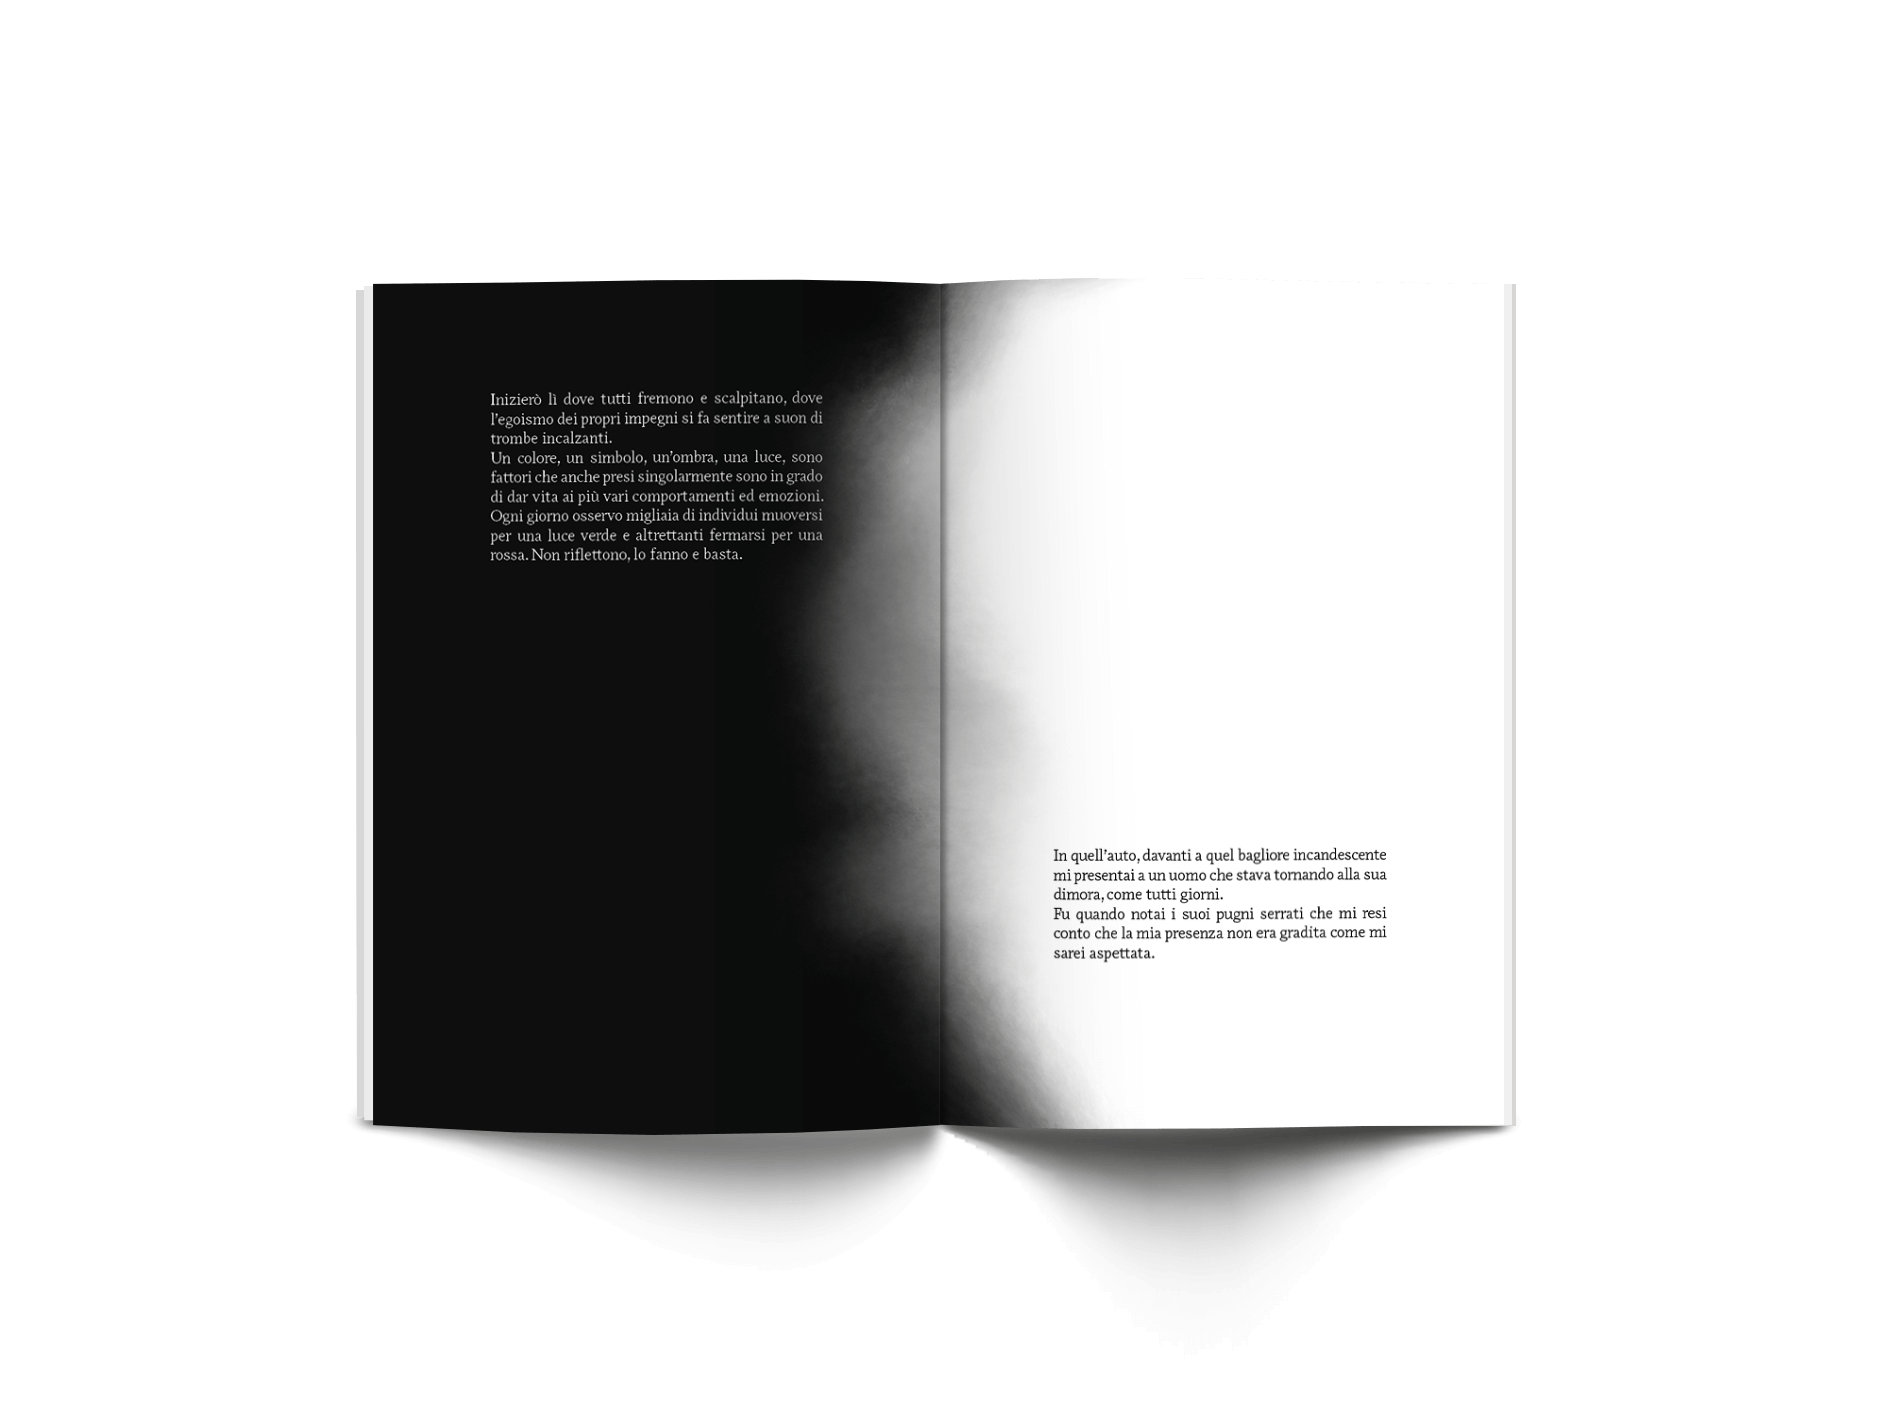 Inizierò lì dove tutti fremono e scalpitano, dove
l'egoismo dei propri impegni si fa sentire a suon di
trombe incalzanti.
Un colore, un simbolo, un'ombra, una luce, sono
fattori che anche presi singolarmente sono in grado
di dar vita ai più vari comportamenti ed emozioni.
Ogni giorno osservo migliaia di individui muoversi
per una luce verde e altrettanti fermarsi per una
rossa. Non riflettono, lo fanno e basta.
In quell'auto, davanti a quel bagliore incandescente
mi presentai a un uomo che stava tornando alla sua
dimora, come tutti giorni.
Fu quando notai i suoi pugni serrati che mi resi
conto che la mia presenza non era gradita come mi
sarei aspettata.